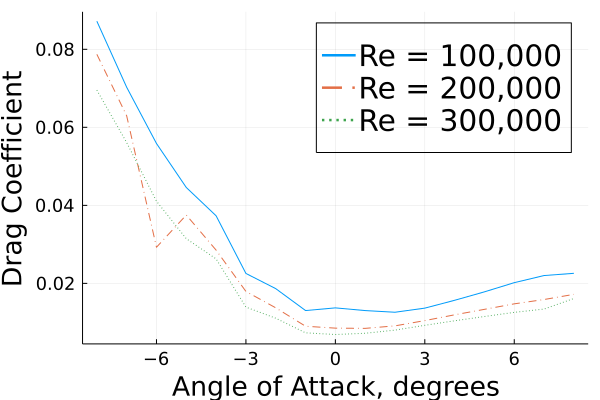 0.08
0.06
0.04
0.02
Drag Coefficient
Re = 100,000
Re = 200,000
Re = 300,000
−6
−3
0
3
6
Angle of Attack, degrees